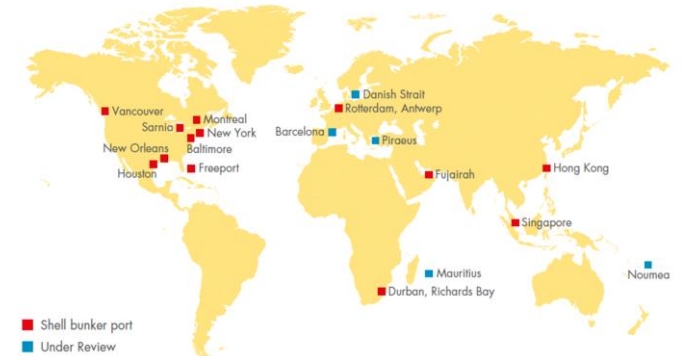 Danish Strait
Rotterdam, Antwerp
Vancouver
Montreal
Sarnia
New York
Barcelona
Piraeus
New Orleans
Baltimore
Houston
Freeport
Fujairah
Hong Kong
Singapore
Mauritius
Noumea
Durban, Richards Bay
Shell bunker port
Under Review